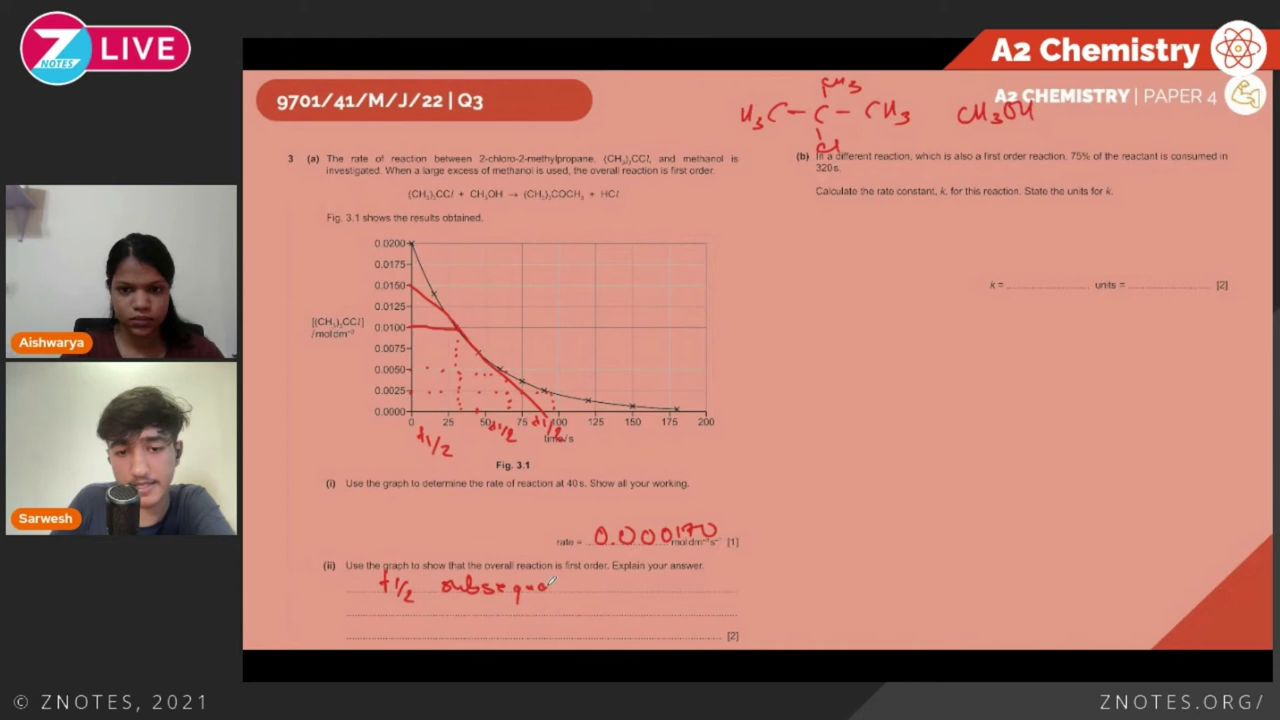 Z NOTES LIVE
A2 Chemistry
9701/41/M/J/22 | Q3
A2 CHEMISTRY | PAPER 4
CH3
H3C - C - CH3 CH3OH
Cl
3 (a) The rate of reaction between 2-chloro-2-methylpropane, (CH3)3CCl, and methanol is
investigated. When a large excess of methanol is used, the overall reaction is first order.
(CH3)3CCl + CH3OH → (CH3)3COCH3 + HCl
Fig. 3.1 shows the results obtained.
0.0200
0.0175
0.0150
0.0125
0.0100
0.0075
0.0050
0.0025
0.0000
[(CH3)3CCl]
/mol dm⁻³
0 25 50 75 100 125 150 175 200
t1/2 t1/2 t1/2
time/s
Fig. 3.1
(i) Use the graph to determine the rate of reaction at 40 s. Show all your working.
rate = 0.000170 mol dm⁻³ s⁻¹ [1]
(ii) Use the graph to show that the overall reaction is first order. Explain your answer.
t1/2 subseque
[2]
(b) In a different reaction, which is also a first order reaction, 75% of the reactant is consumed in
320 s.
Calculate the rate constant, k, for this reaction. State the units for k.
k = units = [2]
Aishwarya
Sarwesh
© ZNOTES, 2021
ZNOTES.ORG/